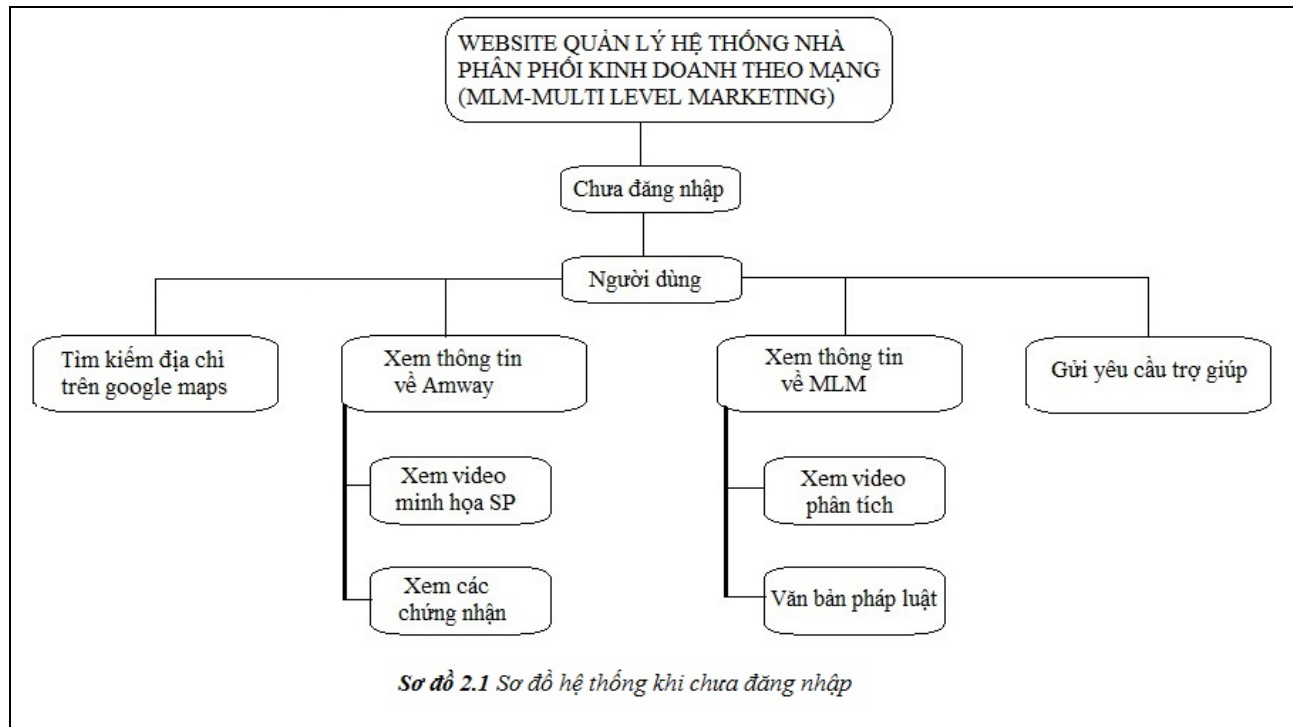 WEBSITE QUẢN LÝ HỆ THỐNG NHÀ
PHÂN PHỐI KINH DOANH THEO MẠNG
(MLM-MULTI LEVEL MARKETING)
Chưa đăng nhập
Người dùng
Tìm kiếm địa chỉ
trên google maps
Xem thông tin
về Amway
Xem thông tin
về MLM
Gửi yêu cầu trợ giúp
Xem video
minh họa SP
Xem video
phân tích
Xem các
chứng nhận
Văn bản pháp luật
Sơ đồ 2.1 Sơ đồ hệ thống khi chưa đăng nhập